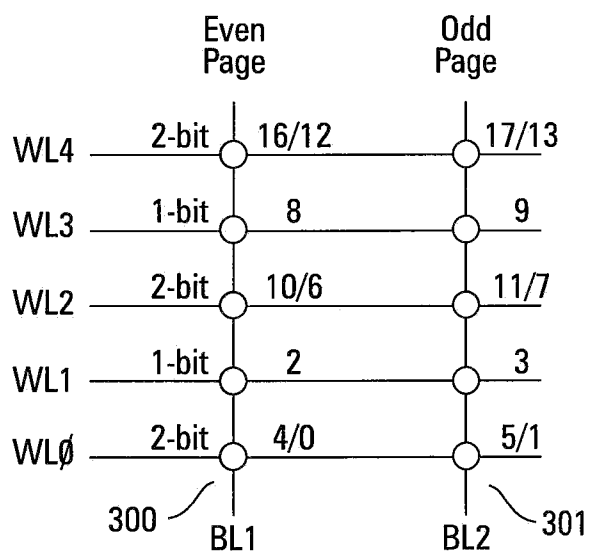 Even Page
Odd Page
WL4 2-bit 16/12 17/13
WL3 1-bit 8 9
WL2 2-bit 10/6 11/7
WL1 1-bit 2 3
WLø 2-bit 4/0 5/1
300 BL1 BL2 301